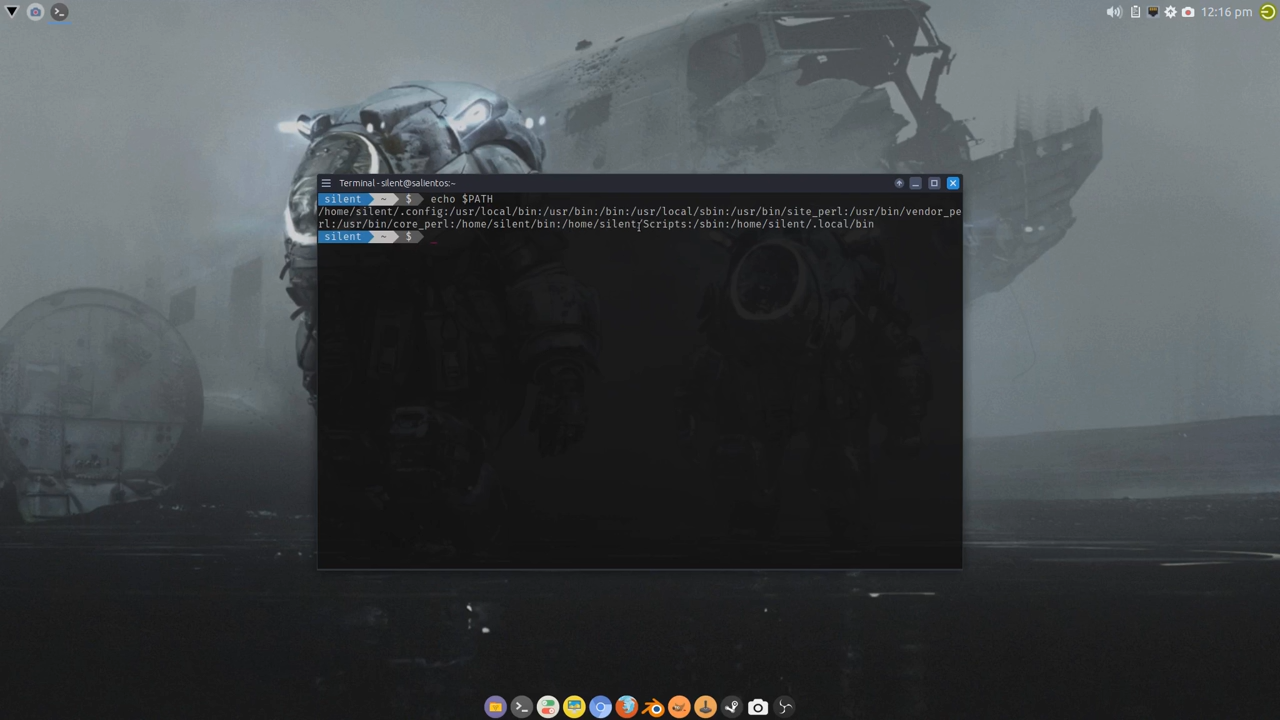 12:16 pm
Terminal - silent@salientos:~
silent ~ $ echo $PATH
/home/silent/.config:/usr/local/bin:/usr/bin:/bin:/usr/local/sbin:/usr/bin/site_perl:/usr/bin/vendor_pe
rl:/usr/bin/core_perl:/home/silent/bin:/home/silent/Scripts:/sbin:/home/silent/.local/bin
silent ~ $